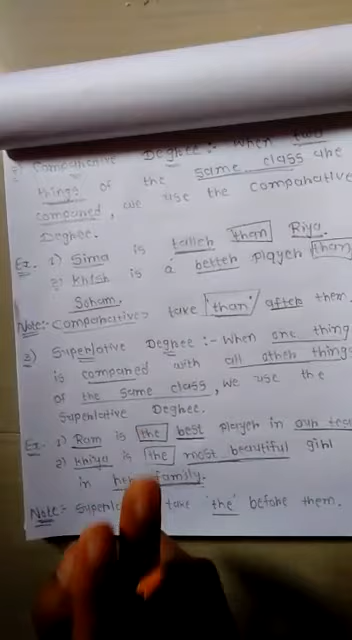 2) Comparative Degree :- When two
things of the same class are
compared, we use the comparative
Degree.
Ex. 1) Sima is taller than Riya.
2) Krish is a better player than
Soham.
Note:- Comparatives take 'than' after them
3) Superlative Degree :- When one thing
is compared with all other things
of the same class, we use the
Superlative Degree.
Ex. 1) Ram is the best player in our
2) Khiya is the most beautiful girl
in family.
Note:- take 'the' before them.